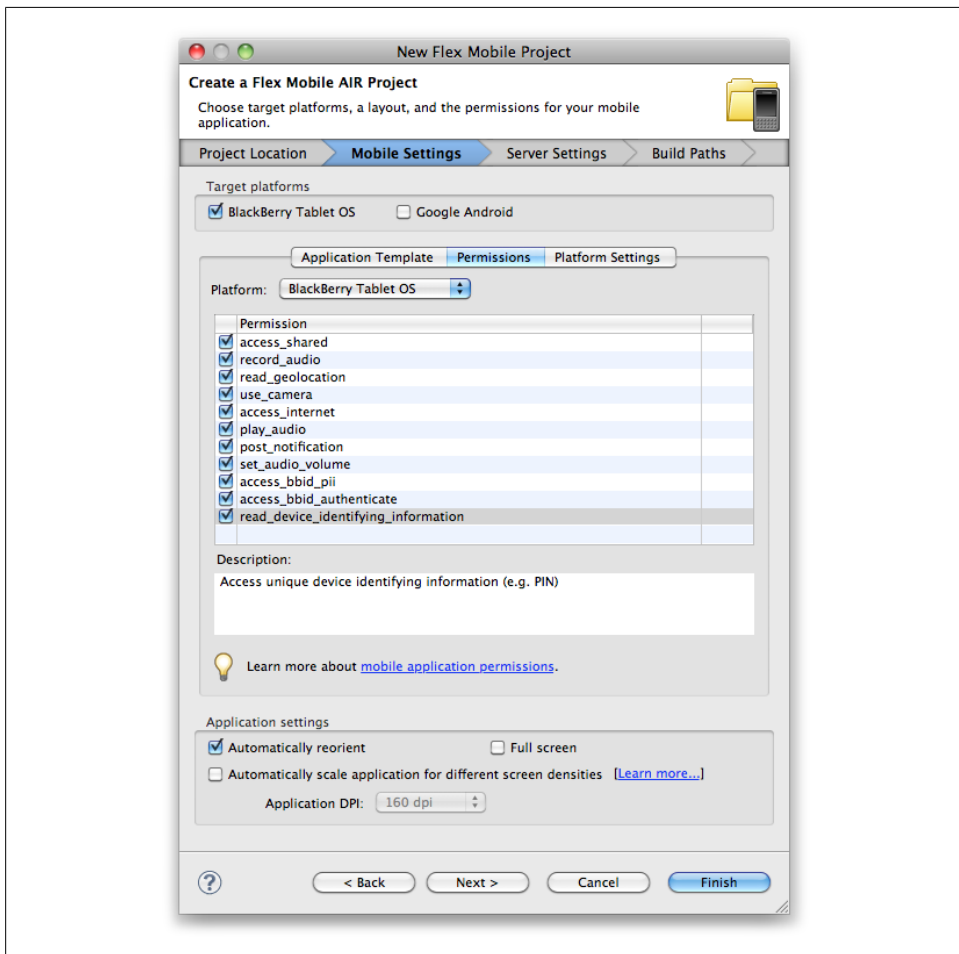 New Flex Mobile Project
Create a Flex Mobile AIR Project
Choose target platforms, a layout, and the permissions for your mobile
application.
Project Location Mobile Settings Server Settings Build Paths
Target platforms
BlackBerry Tablet OS Google Android
Application Template Permissions Platform Settings
Platform: BlackBerry Tablet OS
Permission
access_shared
record_audio
read_geolocation
use_camera
access_internet
play_audio
post_notification
set_audio_volume
access_bbid_pii
access_bbid_authenticate
read_device_identifying_information
Description:
Access unique device identifying information (e.g. PIN)
Learn more about mobile application permissions.
Application settings
Automatically reorient Full screen
Automatically scale application for different screen densities [Learn more...]
Application DPI: 160 dpi
? < Back Next > Cancel Finish